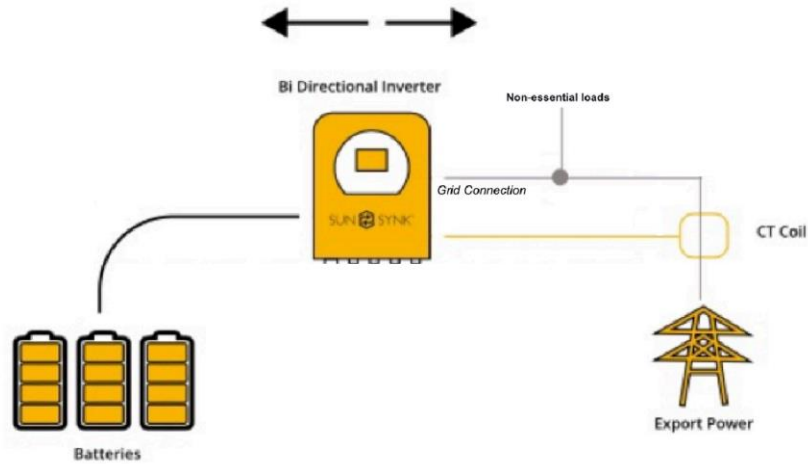 Bi Directional Inverter
Non-essential loads
Grid Connection
SUN SYNK
CT Coil
Export Power
Batteries